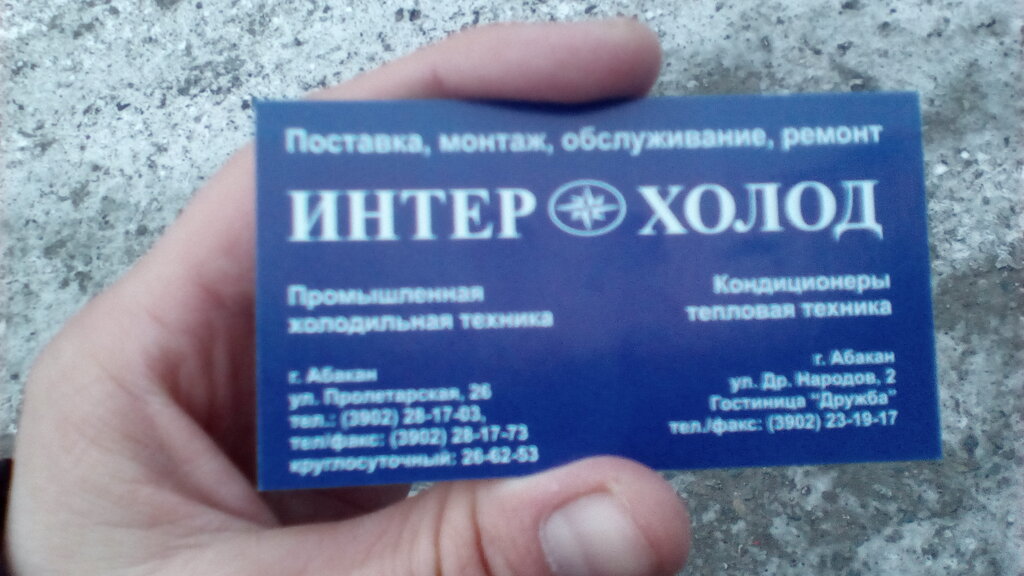 Поставка, монтаж, обслуживание, ремонт
ИНТЕР ХОЛОД
Промышленная
холодильная техника
г. Абакан
ул. Пролетарская, 26
тел.: (3902) 28-17-63,
тел/факс: (3902) 28-17-73
круглосуточный: 26-62-53
Кондиционеры
тепловая техника
г. Абакан
ул. Др. Народов, 2
Гостиница "Дружба"
тел./факс: (3902) 23-19-17